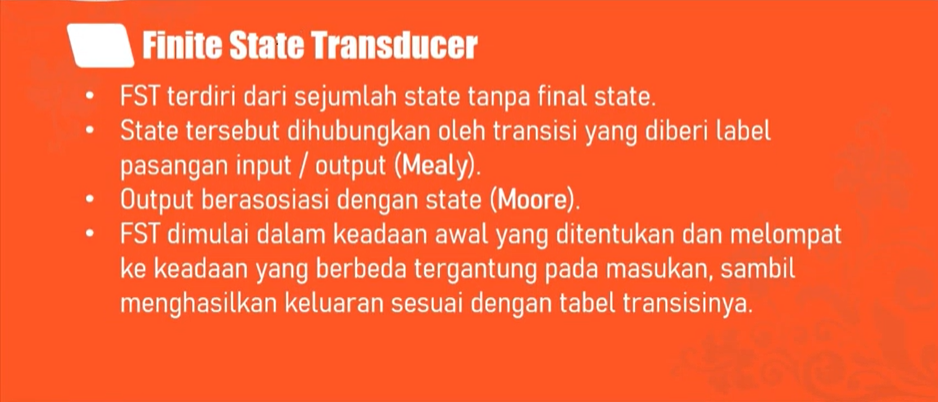 Finite State Transducer
• FST terdiri dari sejumlah state tanpa final state.
• State tersebut dihubungkan oleh transisi yang diberi label
pasangan input / output (Mealy).
• Output berasosiasi dengan state (Moore).
• FST dimulai dalam keadaan awal yang ditentukan dan melompat
ke keadaan yang berbeda tergantung pada masukan, sambil
menghasilkan keluaran sesuai dengan tabel transisinya.